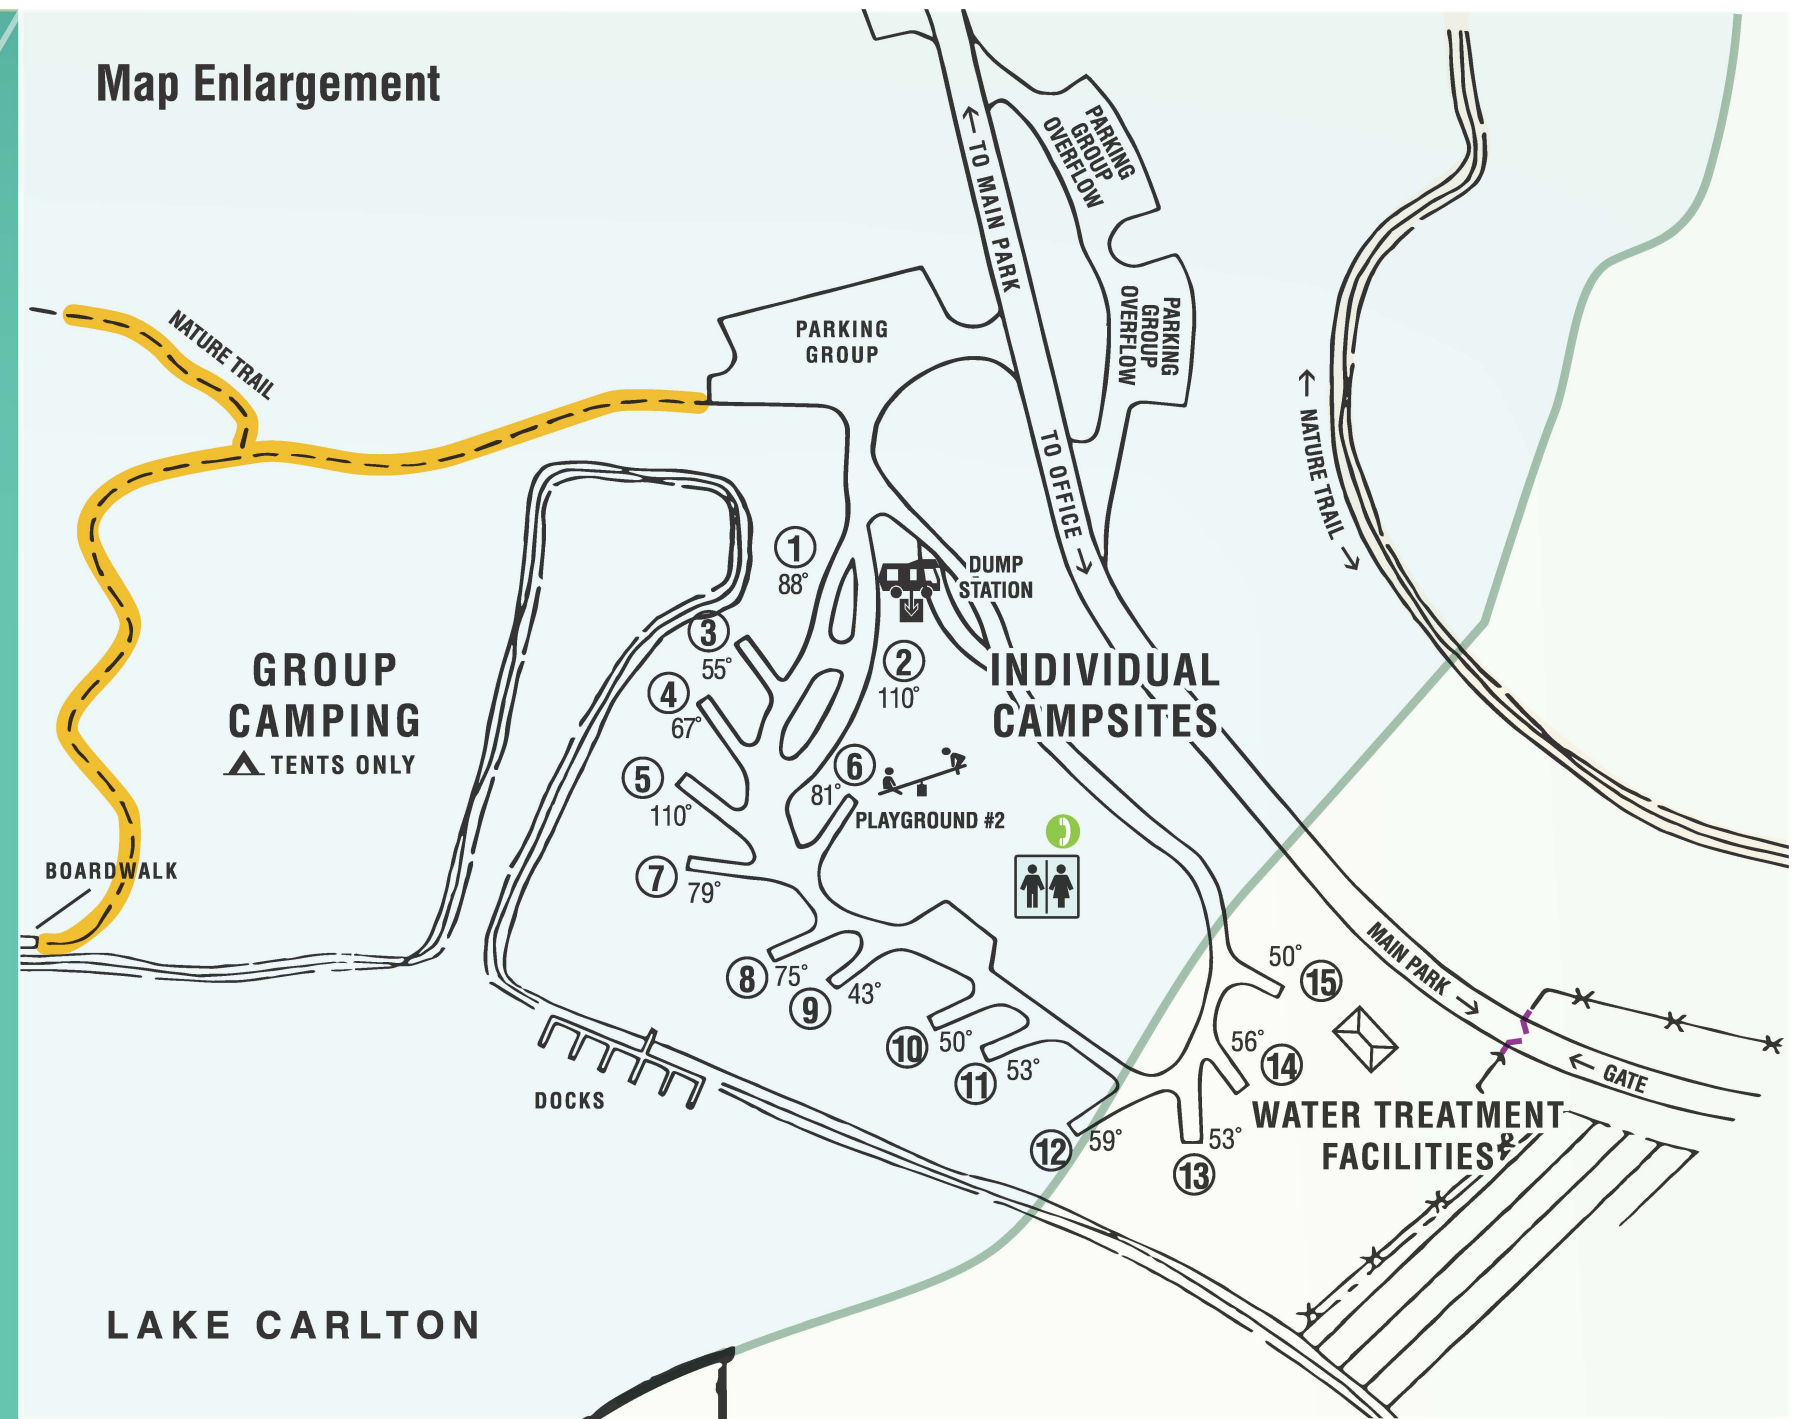 Map Enlargement
← TO MAIN PARK
PARKING
GROUP
OVERFLOW
PARKING
GROUP
OVERFLOW
PARKING
GROUP
NATURE TRAIL
TO OFFICE →
← NATURE TRAIL →
1
88°
DUMP
STATION
3
55°
2
110°
GROUP
CAMPING
TENTS ONLY
INDIVIDUAL
CAMPSITES
4
67°
5
110°
6
81°
PLAYGROUND #2
BOARDWALK
7
79°
8
75°
9
43°
MAIN PARK →
50°
15
10
50°
11
53°
56°
14
← GATE
DOCKS
WATER TREATMENT
FACILITIES
12
59°
53°
13
LAKE CARLTON